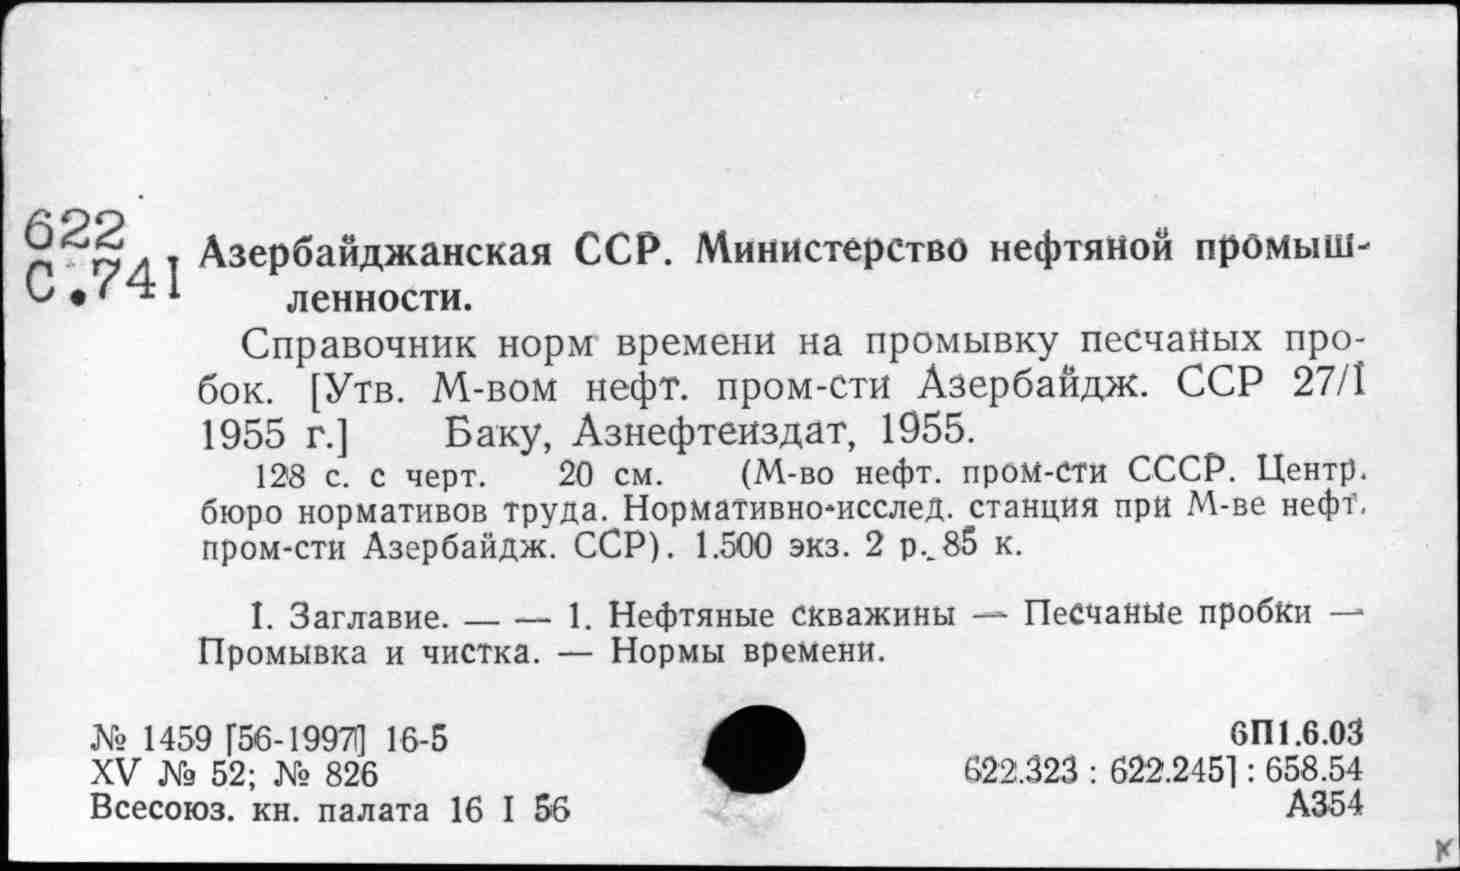 622
С.741
Азербайджанская ССР. Министерство нефтяной промыш-
ленности.
Справочник норм времени на промывку песчаных про-
бок. [Утв. М-вом нефт. пром-сти Азербайдж. ССР 27/I
1955 г.] Баку, Азнефтеиздат, 1955.
128 с. с черт. 20 см. (М-во нефт. пром-сти СССР. Центр.
бюро нормативов труда. Нормативно-исслед. станция при М-ве нефт.
пром-сти Азербайдж. ССР). 1.500 экз. 2 р. 85 к.
I. Заглавие. — — 1. Нефтяные скважины — Песчаные пробки —
Промывка и чистка. — Нормы времени.
№ 1459 [56-1997] 16-5
XV № 52; № 826
Всесоюз. кн. палата 16 I 56
6П1.6.03
622.323 : 622.245] : 658.54
А354